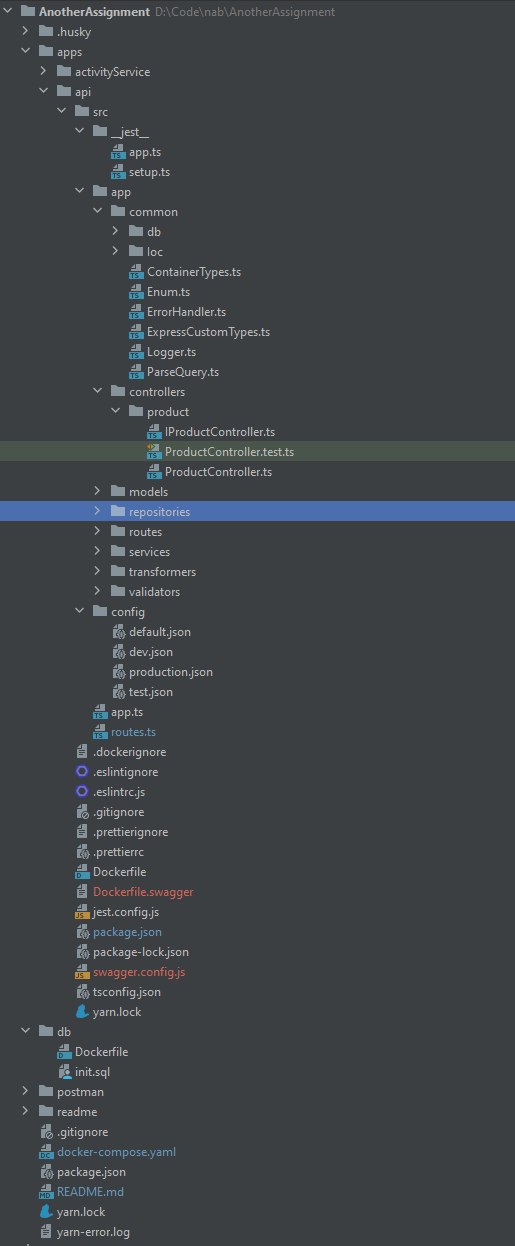 AnotherAssignment D:\Code\nab\AnotherAssignment
.husky
apps
activityService
api
src
__jest__
app.ts
setup.ts
app
common
db
loc
ContainerTypes.ts
Enum.ts
ErrorHandler.ts
ExpressCustomTypes.ts
Logger.ts
ParseQuery.ts
controllers
product
IProductController.ts
ProductController.test.ts
ProductController.ts
models
repositories
routes
services
transformers
validators
config
default.json
dev.json
production.json
test.json
app.ts
routes.ts
.dockerignore
.eslintignore
.eslintrc.js
.gitignore
.prettierignore
.prettierrc
Dockerfile
Dockerfile.swagger
jest.config.js
package.json
package-lock.json
swagger.config.js
tsconfig.json
yarn.lock
db
Dockerfile
init.sql
postman
readme
.gitignore
docker-compose.yaml
package.json
README.md
yarn.lock
yarn-error.log